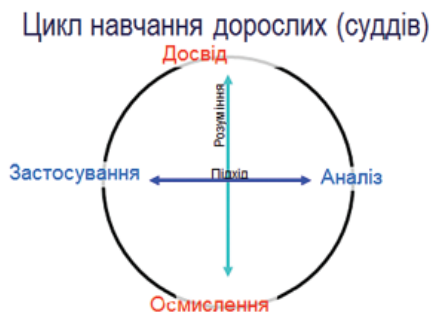 Цикл навчання дорослих (суддів)
Досвід
Розуміння
Застосування
Підхід
Аналіз
Осмислення